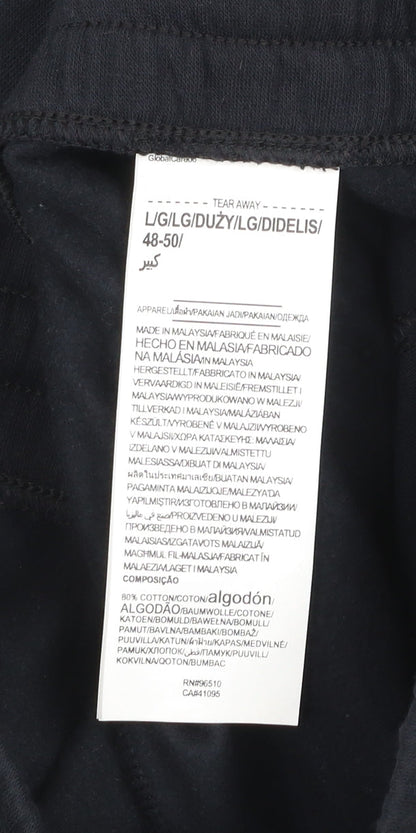 GlobalCare06
TEAR AWAY
L/G/LG/DUŻY/LG/DIDELIS/
48-50/
كبير
APPAREL/เสื้อผ้า/PAKAIAN JADI/PAKAIAN/ОДЕЖДА
MADE IN MALAYSIA/FABRIQUÉ EN MALAISIE/
HECHO EN MALASIA/FABRICADO
NA MALÁSIA/IN MALAYSIA
HERGESTELLT/FABBRICATO IN MALAYSIA/
VERVAARDIGD IN MALEISIË/FREMSTILLET I
MALAYSIA/WYPRODUKOWANO W MALEZJI/
TILLVERKAD I MALAYSIA/MALÁZIÁBAN
KÉSZÜLT/VYROBENÉ V MALAJZII/VYROBENO
V MALAJSII/ΧΩΡΑ ΚΑΤΑΣΚΕΥΗΣ: ΜΑΛΑΙΣΙΑ/
IZDELANO V MALEZIJI/VALMISTETTU
MALESIASSA/DIBUAT DI MALAYSIA/
ผลิตในประเทศมาเลเซีย/BUATAN MALAYSIA/
PAGAMINTA MALAIZIJOJE/MALEZYA'DA
YAPILMIŞTIR/ИЗГОТОВЛЕНО В МАЛАЙЗИИ/
صنع في ماليزيا/PROIZVEDENO U MALEZIJI/
ПРОИЗВЕДЕНО В МАЛАЙЗИЯ/VALMISTATUD
MALAISIAS/IZGATAVOTS MALAIZIJĀ/
MAGHMUL FIL-MALASJA/FABRICAT ÎN
MALAEZIA/LAGET I MALAYSIA
COMPOSIÇÃO
80% COTTON/COTON/algodón/
ALGODÃO/BAUMWOLLE/COTONE/
KATOEN/BOMULD/BAWEŁNA/BOMULL/
PAMUT/BAVLNA/ΒΑΜΒΑΚΙ/BOMBAŽ/
PUUVILLA/KATUN/ผ้าฝ้าย/KAPAS/MEDVILNĖ/
PAMUK/ХЛОПОК/قطن/ПАМУК/PUUVILL/
KOKVILNA/QOTON/BUMBAC
RN#96510
CA#41095